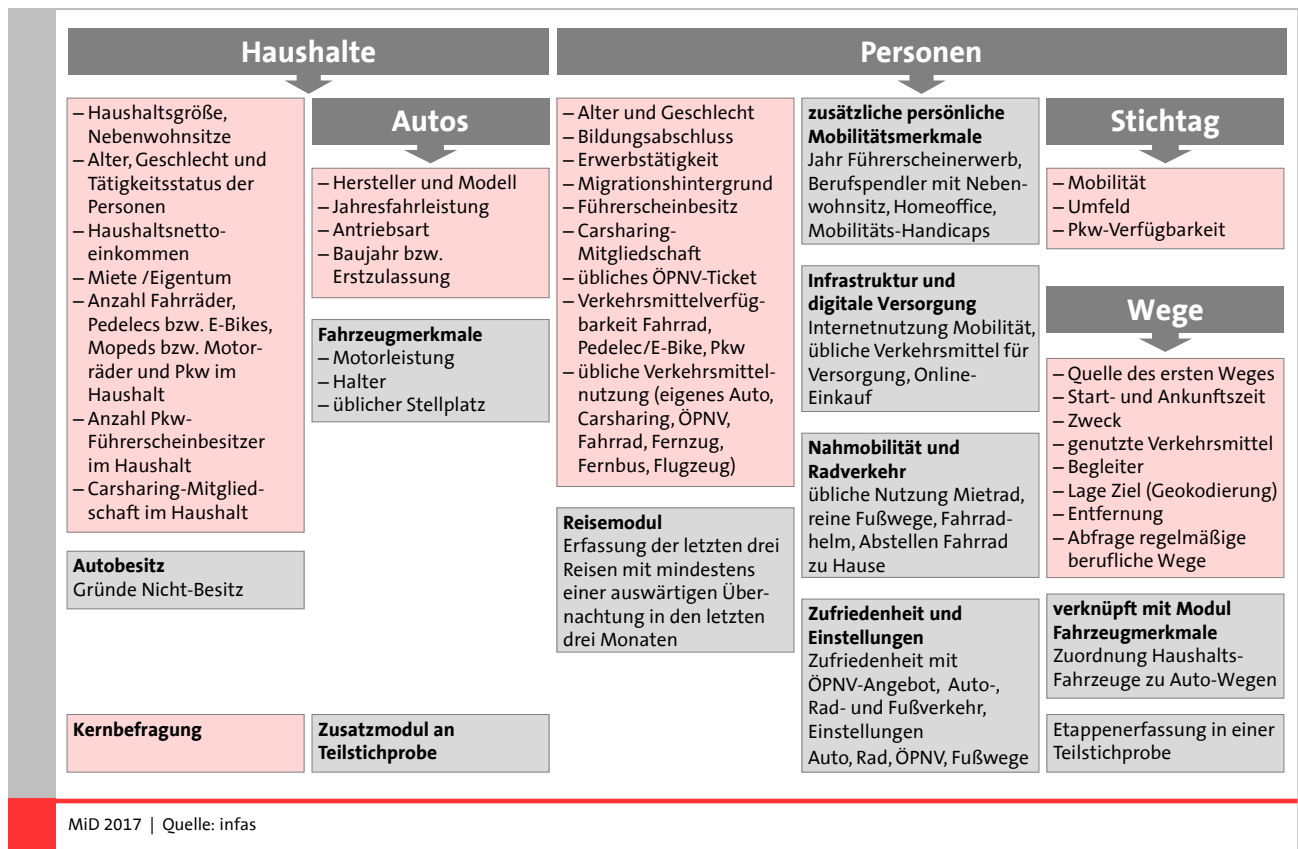 Haushalte
– Haushaltsgröße,
Nebenwohnsitze
– Alter, Geschlecht und
Tätigkeitsstatus der
Personen
– Haushaltsnetto-
einkommen
– Miete /Eigentum
– Anzahl Fahrräder,
Pedelecs bzw. E-Bikes,
Mopeds bzw. Motor-
räder und Pkw im
Haushalt
– Anzahl Pkw-
Führerscheinbesitzer
im Haushalt
– Carsharing-Mitglied-
schaft im Haushalt
Autobesitz
Gründe Nicht-Besitz
Kernbefragung
Autos
– Hersteller und Modell
– Jahresfahrleistung
– Antriebsart
– Baujahr bzw.
Erstzulassung
Fahrzeugmerkmale
– Motorleistung
– Halter
– üblicher Stellplatz
Zusatzmodul an
Teilstichprobe
Personen
– Alter und Geschlecht
– Bildungsabschluss
– Erwerbstätigkeit
– Migrationshintergrund
– Führerscheinbesitz
– Carsharing-
Mitgliedschaft
– übliches ÖPNV-Ticket
– Verkehrsmittelverfüg-
barkeit Fahrrad,
Pedelec/E-Bike, Pkw
– übliche Verkehrsmittel-
nutzung (eigenes Auto,
Carsharing, ÖPNV,
Fahrrad, Fernzug,
Fernbus, Flugzeug)
Reisemodul
Erfassung der letzten drei
Reisen mit mindestens
einer auswärtigen Über-
nachtung in den letzten
drei Monaten
zusätzliche persönliche
Mobilitätsmerkmale
Jahr Führerscheinerwerb,
Berufspendler mit Neben-
wohnsitz, Homeoffice,
Mobilitäts-Handicaps
Infrastruktur und
digitale Versorgung
Internetnutzung Mobilität,
übliche Verkehrsmittel für
Versorgung, Online-
Einkauf
Nahmobilität und
Radverkehr
übliche Nutzung Mietrad,
reine Fußwege, Fahrrad-
helm, Abstellen Fahrrad
zu Hause
Zufriedenheit und
Einstellungen
Zufriedenheit mit
ÖPNV-Angebot, Auto-,
Rad- und Fußverkehr,
Einstellungen
Auto, Rad, ÖPNV, Fußwege
Stichtag
– Mobilität
– Umfeld
– Pkw-Verfügbarkeit
Wege
– Quelle des ersten Weges
– Start- und Ankunftszeit
– Zweck
– genutzte Verkehrsmittel
– Begleiter
– Lage Ziel (Geokodierung)
– Entfernung
– Abfrage regelmäßige
berufliche Wege
verknüpft mit Modul
Fahrzeugmerkmale
Zuordnung Haushalts-
Fahrzeuge zu Auto-Wegen
Etappenerfassung in einer
Teilstichprobe
MiD 2017 | Quelle: infas